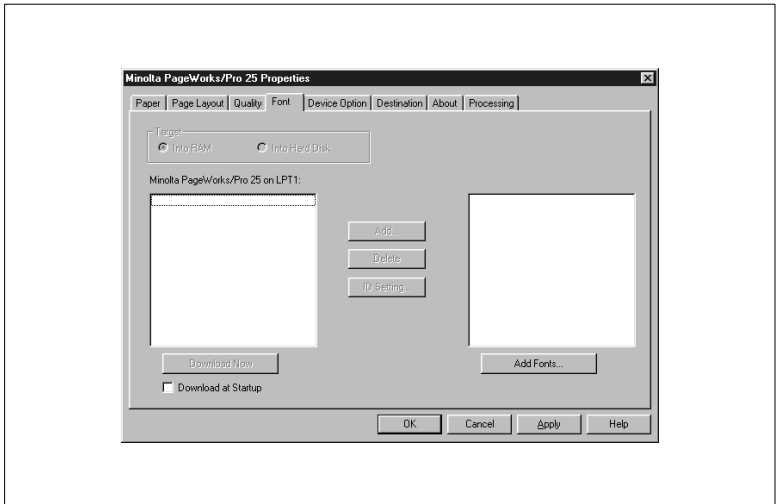 Minolta PageWorks/Pro 25 Properties
Paper Page Layout Quality Font Device Option Destination About Processing
Target
Into RAM Into Hard Disk
Minolta PageWorks/Pro 25 on LPT1:
Add...
Delete
ID Setting...
Download Now Add Fonts...
Download at Startup
OK Cancel Apply Help